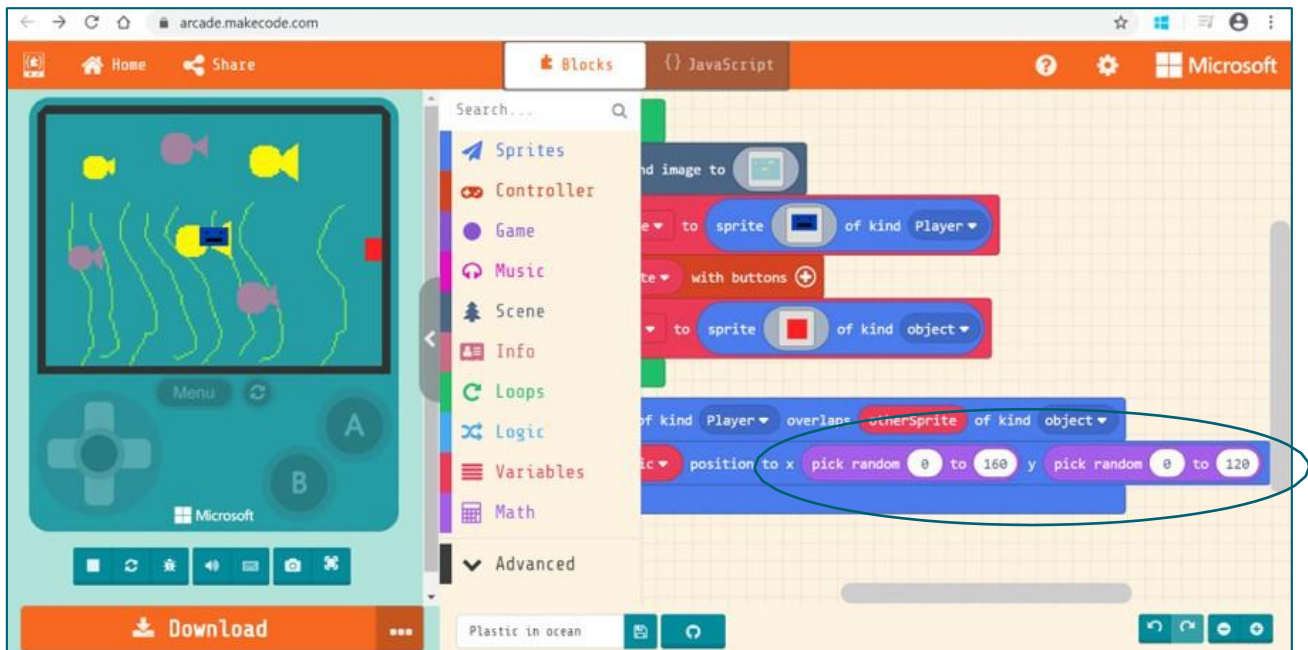 arcade.makecode.com
Home Share Blocks {} JavaScript Microsoft
Search...
Sprites
Controller
Game
Music
Scene
Info
Loops
Logic
Variables
Math
Advanced
Menu
A
B
Microsoft
Download
Plastic in ocean
nd image to
to sprite of kind Player
with buttons
to sprite of kind object
of kind Player overlaps otherSprite of kind object
position to x pick random 0 to 160 y pick random 0 to 120